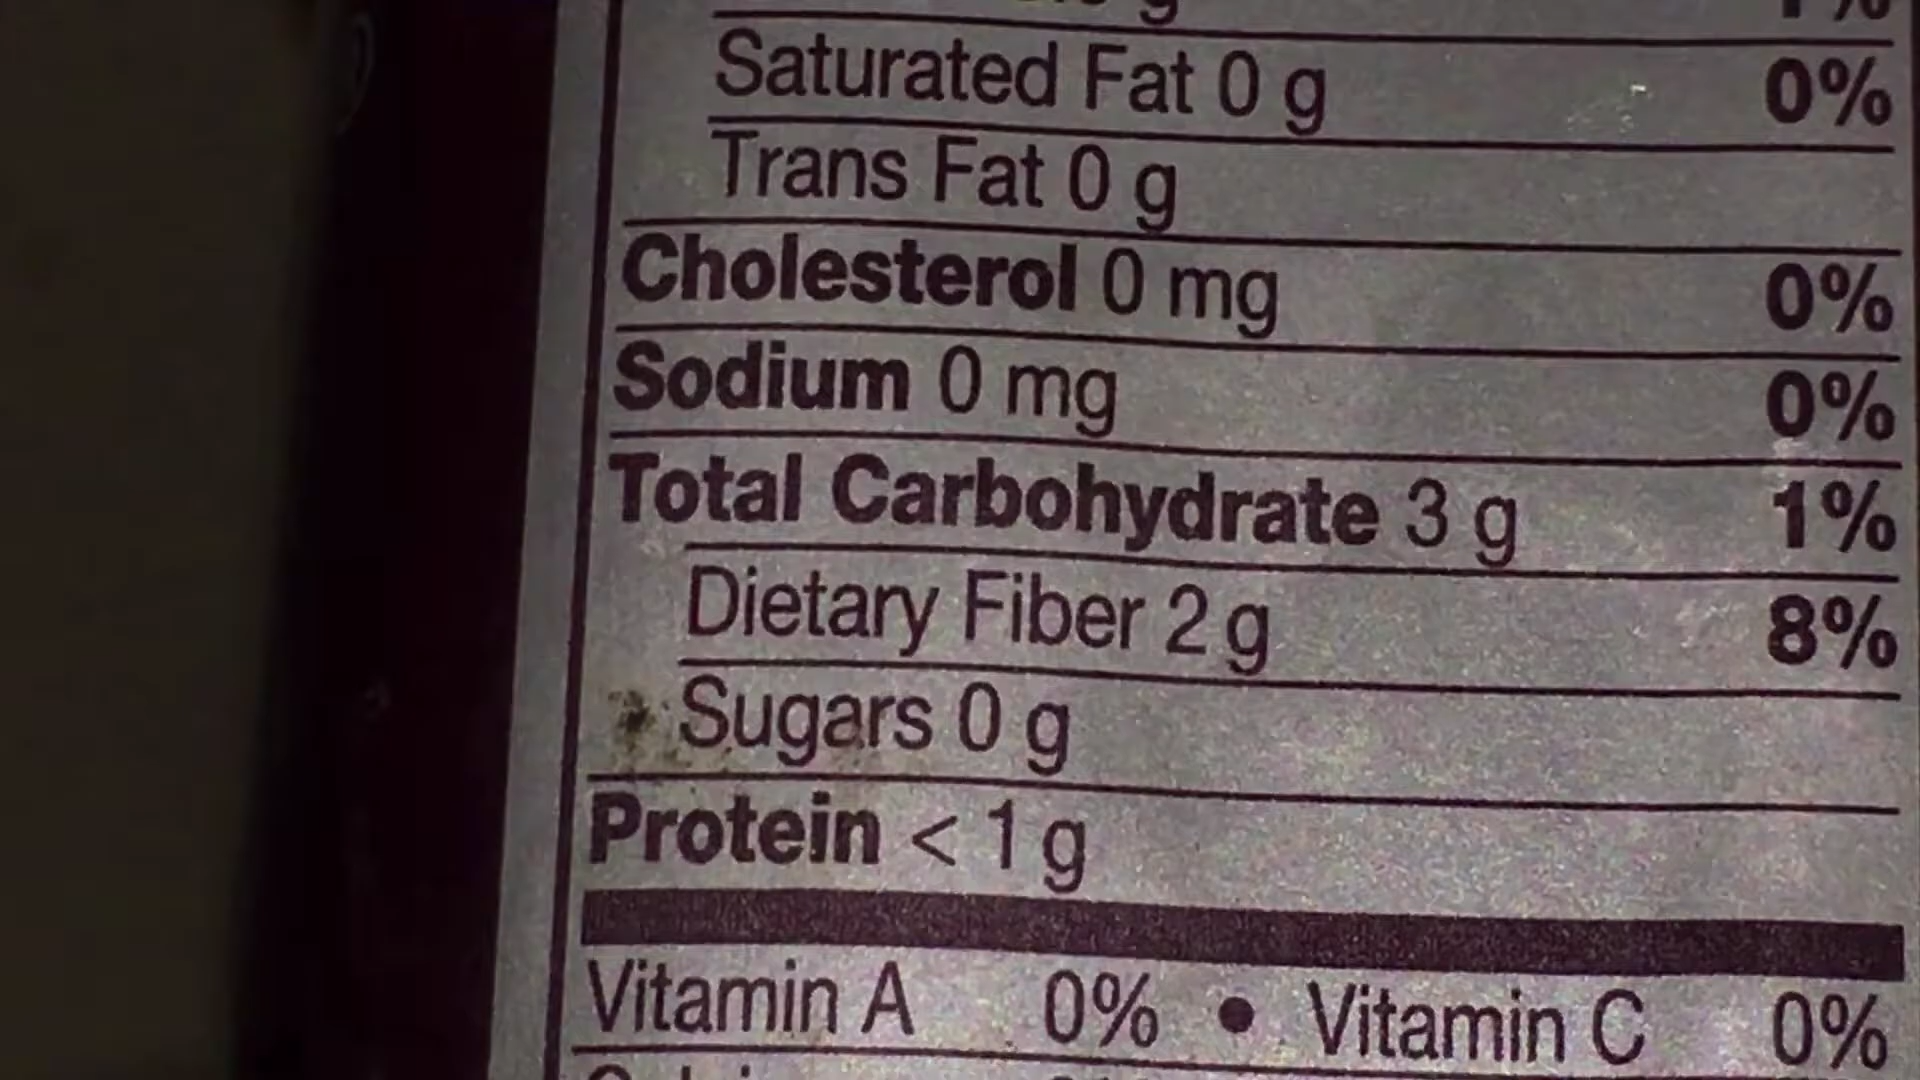 Saturated Fat 0 g 0%
Trans Fat 0 g
Cholesterol 0 mg 0%
Sodium 0 mg 0%
Total Carbohydrate 3 g 1%
Dietary Fiber 2 g 8%
Sugars 0 g
Protein < 1 g
Vitamin A 0% • Vitamin C 0%